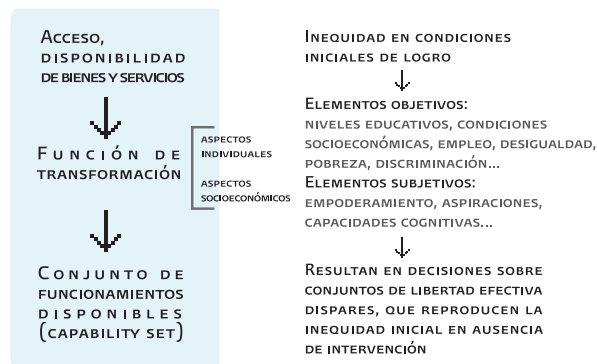 Acceso,
disponibilidad
de bienes y servicios
Función de
transformación
aspectos
individuales
aspectos
socioeconómicos
Conjunto de
funcionamientos
disponibles
(capability set)
Inequidad en condiciones
iniciales de logro
Elementos objetivos:
niveles educativos, condiciones
socioeconómicas, empleo, desigualdad,
pobreza, discriminación...
Elementos subjetivos:
empoderamiento, aspiraciones,
capacidades cognitivas...
Resultan en decisiones sobre
conjuntos de libertad efectiva
dispares, que reproducen la
inequidad inicial en ausencia
de intervención